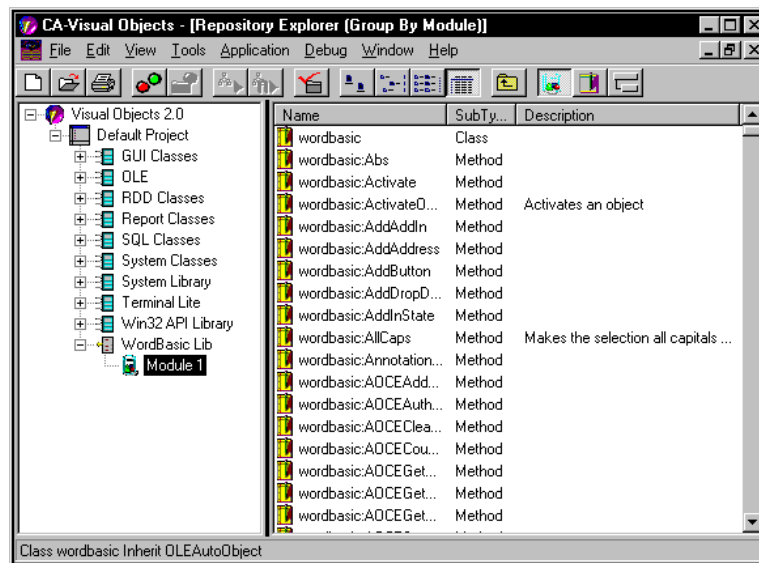 CA-Visual Objects - [Repository Explorer (Group By Module)]
File Edit View Tools Application Debug Window Help
Visual Objects 2.0
Default Project
GUI Classes
OLE
RDD Classes
Report Classes
SQL Classes
System Classes
System Library
Terminal Lite
Win32 API Library
WordBasic Lib
Module 1
Name SubTy... Description
wordbasic Class
wordbasic:Abs Method
wordbasic:Activate Method
wordbasic:ActivateO... Method Activates an object
wordbasic:AddAddIn Method
wordbasic:AddAddress Method
wordbasic:AddButton Method
wordbasic:AddDropD... Method
wordbasic:AddInState Method
wordbasic:AllCaps Method Makes the selection all capitals ...
wordbasic:Annotation... Method
wordbasic:AOCEAdd... Method
wordbasic:AOCEAuth... Method
wordbasic:AOCEClea... Method
wordbasic:AOCECou... Method
wordbasic:AOCEGet... Method
wordbasic:AOCEGet... Method
wordbasic:AOCEGet... Method
Class wordbasic Inherit OLEAutoObject